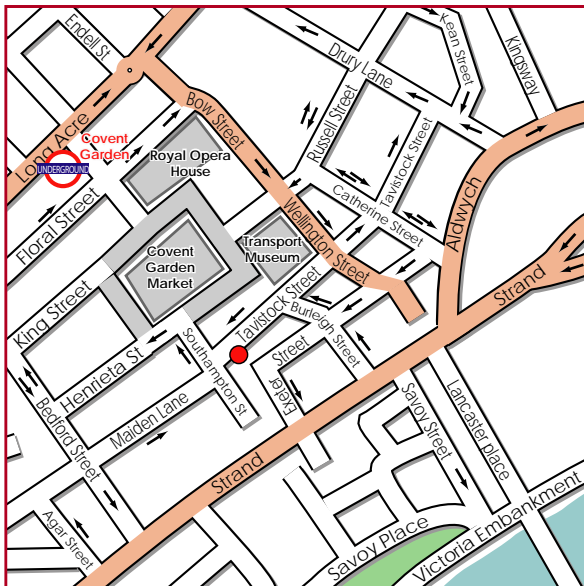 Endell St.
Drury Lane
Kean Street
Kingsway
Long Acre
Bow Street
Covent
Garden
UNDERGROUND
Royal Opera
House
Russell Street
Tavistock Street
Catherine Street
Floral Street
Wellington Street
Aldwych
Covent
Garden
Market
Transport
Museum
Strand
King Street
Tavistock Street
Burleigh Street
Henrieta St
Southampton St
Exeter
Street
Maiden Lane
Bedford Street
Savoy Street
Lancaster place
Strand
Agar Street
Savoy Place
Victoria Embankment